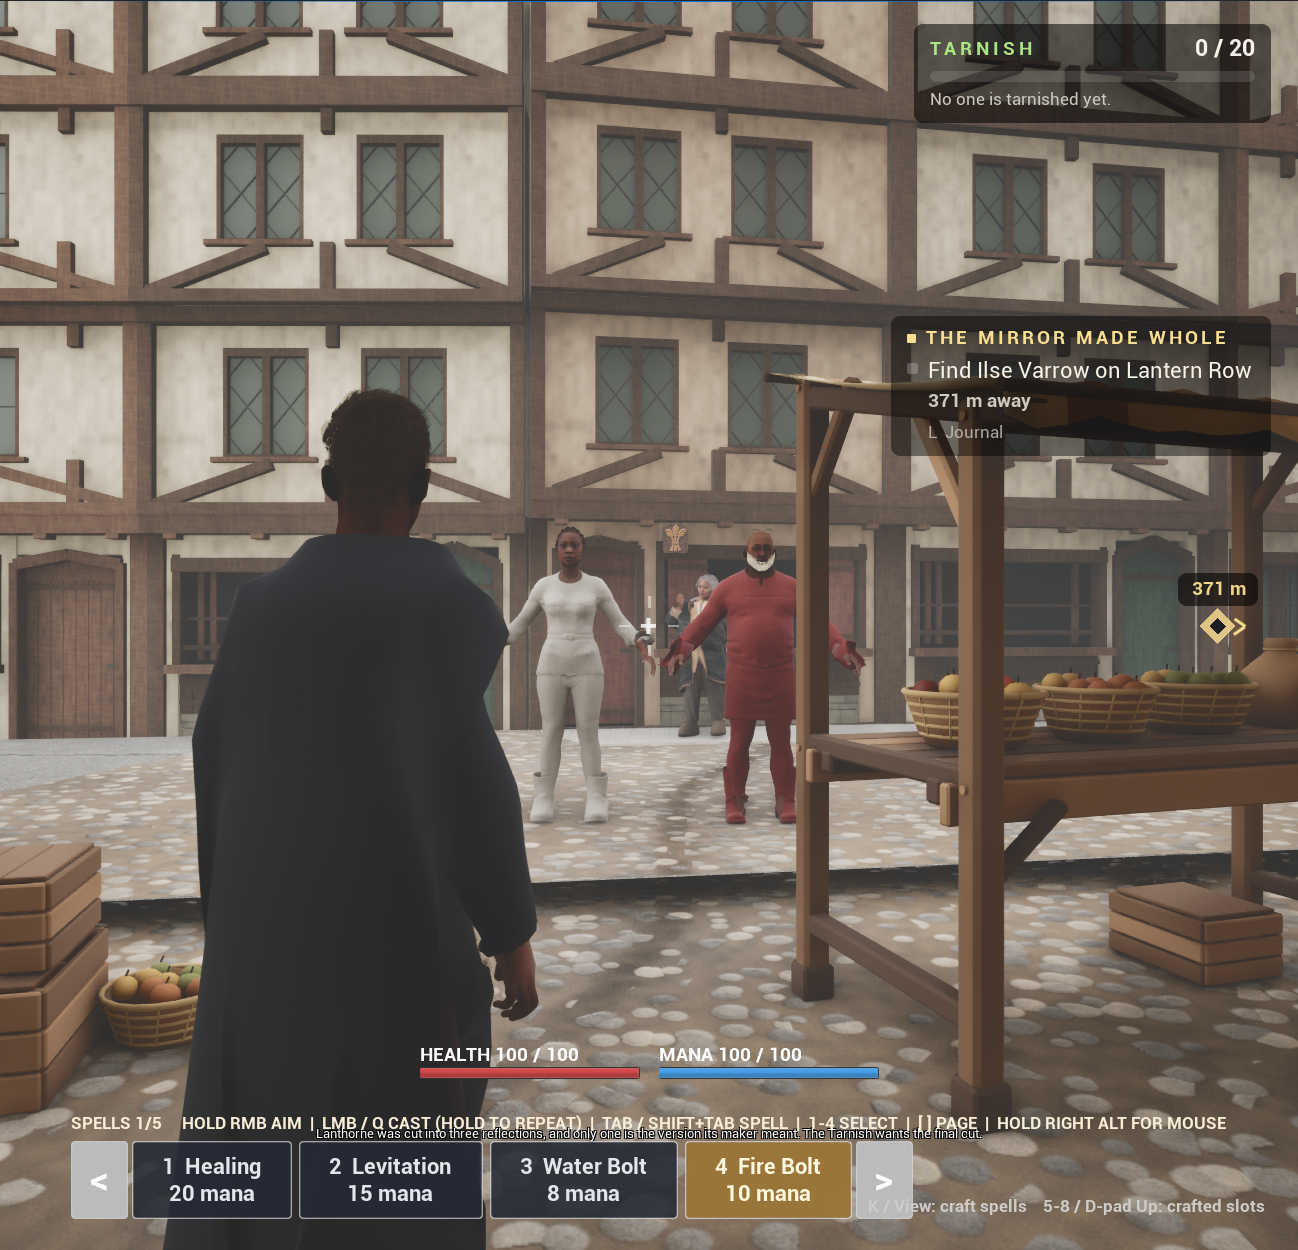 TARNISH 0 / 20
No one is tarnished yet.
THE MIRROR MADE WHOLE
Find Ilse Varrow on Lantern Row
371 m away
L Journal
371 m
HEALTH 100 / 100 MANA 100 / 100
SPELLS 1/5 HOLD RMB AIM | LMB / Q CAST (HOLD TO REPEAT) | TAB / SHIFT+TAB SPELL | 1-4 SELECT | [ ] PAGE | HOLD RIGHT ALT FOR MOUSE
Lanthorne was cut into three reflections, and only one is the version its maker meant. The Tarnish wants the final cut.
< 1 Healing 2 Levitation 3 Water Bolt 4 Fire Bolt >
20 mana 15 mana 8 mana 10 mana
K / View: craft spells 5-8 / D-pad Up: crafted slots